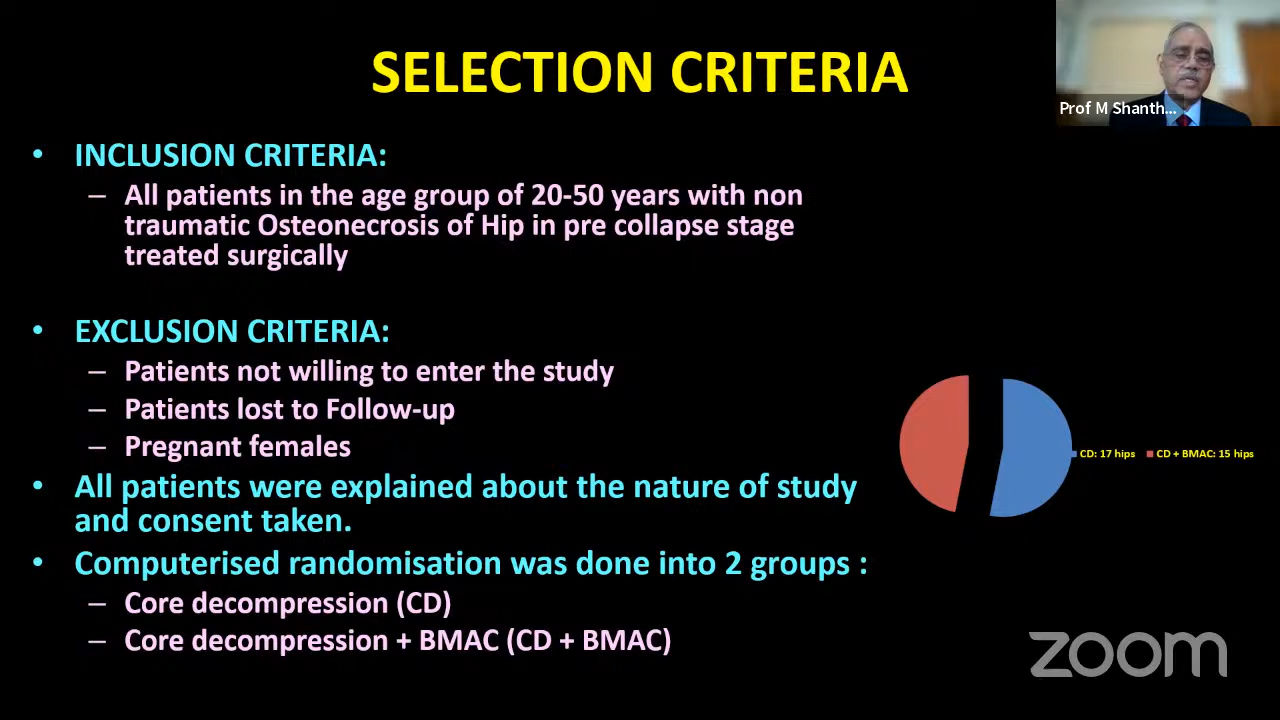 SELECTION CRITERIA
Prof M Shanth...
• INCLUSION CRITERIA:
– All patients in the age group of 20-50 years with non
traumatic Osteonecrosis of Hip in pre collapse stage
treated surgically
• EXCLUSION CRITERIA:
– Patients not willing to enter the study
– Patients lost to Follow-up
– Pregnant females
• All patients were explained about the nature of study
and consent taken.
• Computerised randomisation was done into 2 groups :
– Core decompression (CD)
– Core decompression + BMAC (CD + BMAC)
CD: 17 hips CD + BMAC: 15 hips
zoom